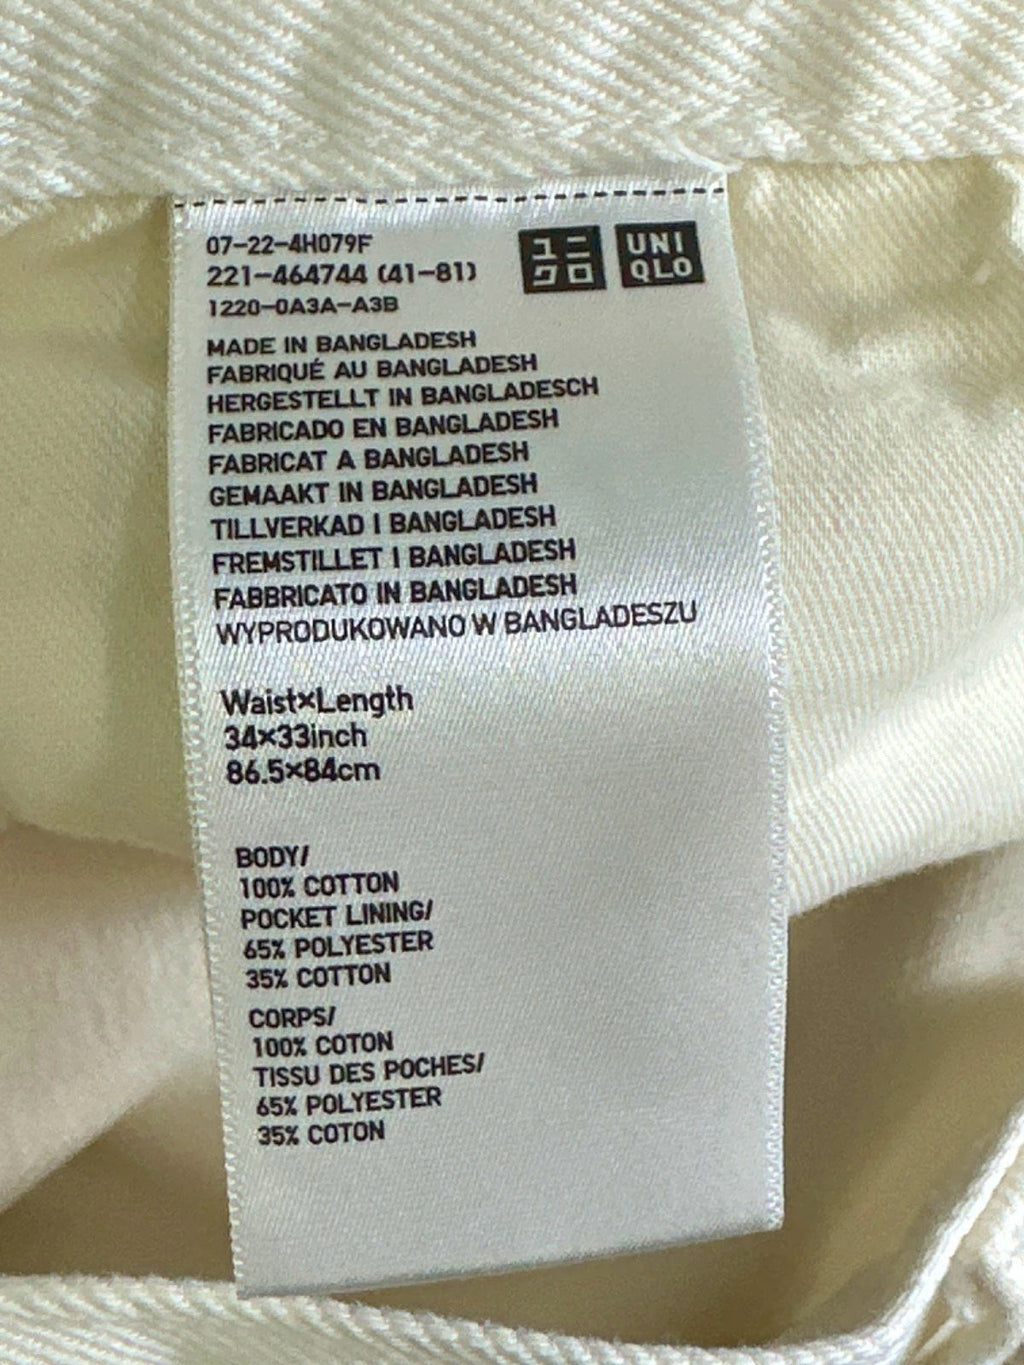 07-22-4H079F
221-464744 (41-81)
1220-0A3A-A3B
ユニ
クロ
UNI
QLO
MADE IN BANGLADESH
FABRIQUÉ AU BANGLADESH
HERGESTELLT IN BANGLADESCH
FABRICADO EN BANGLADESH
FABRICAT A BANGLADESH
GEMAAKT IN BANGLADESH
TILLVERKAD I BANGLADESH
FREMSTILLET I BANGLADESH
FABBRICATO IN BANGLADESH
WYPRODUKOWANO W BANGLADESZU
Waist×Length
34×33inch
86.5×84cm
BODY/
100% COTTON
POCKET LINING/
65% POLYESTER
35% COTTON
CORPS/
100% COTON
TISSU DES POCHES/
65% POLYESTER
35% COTON